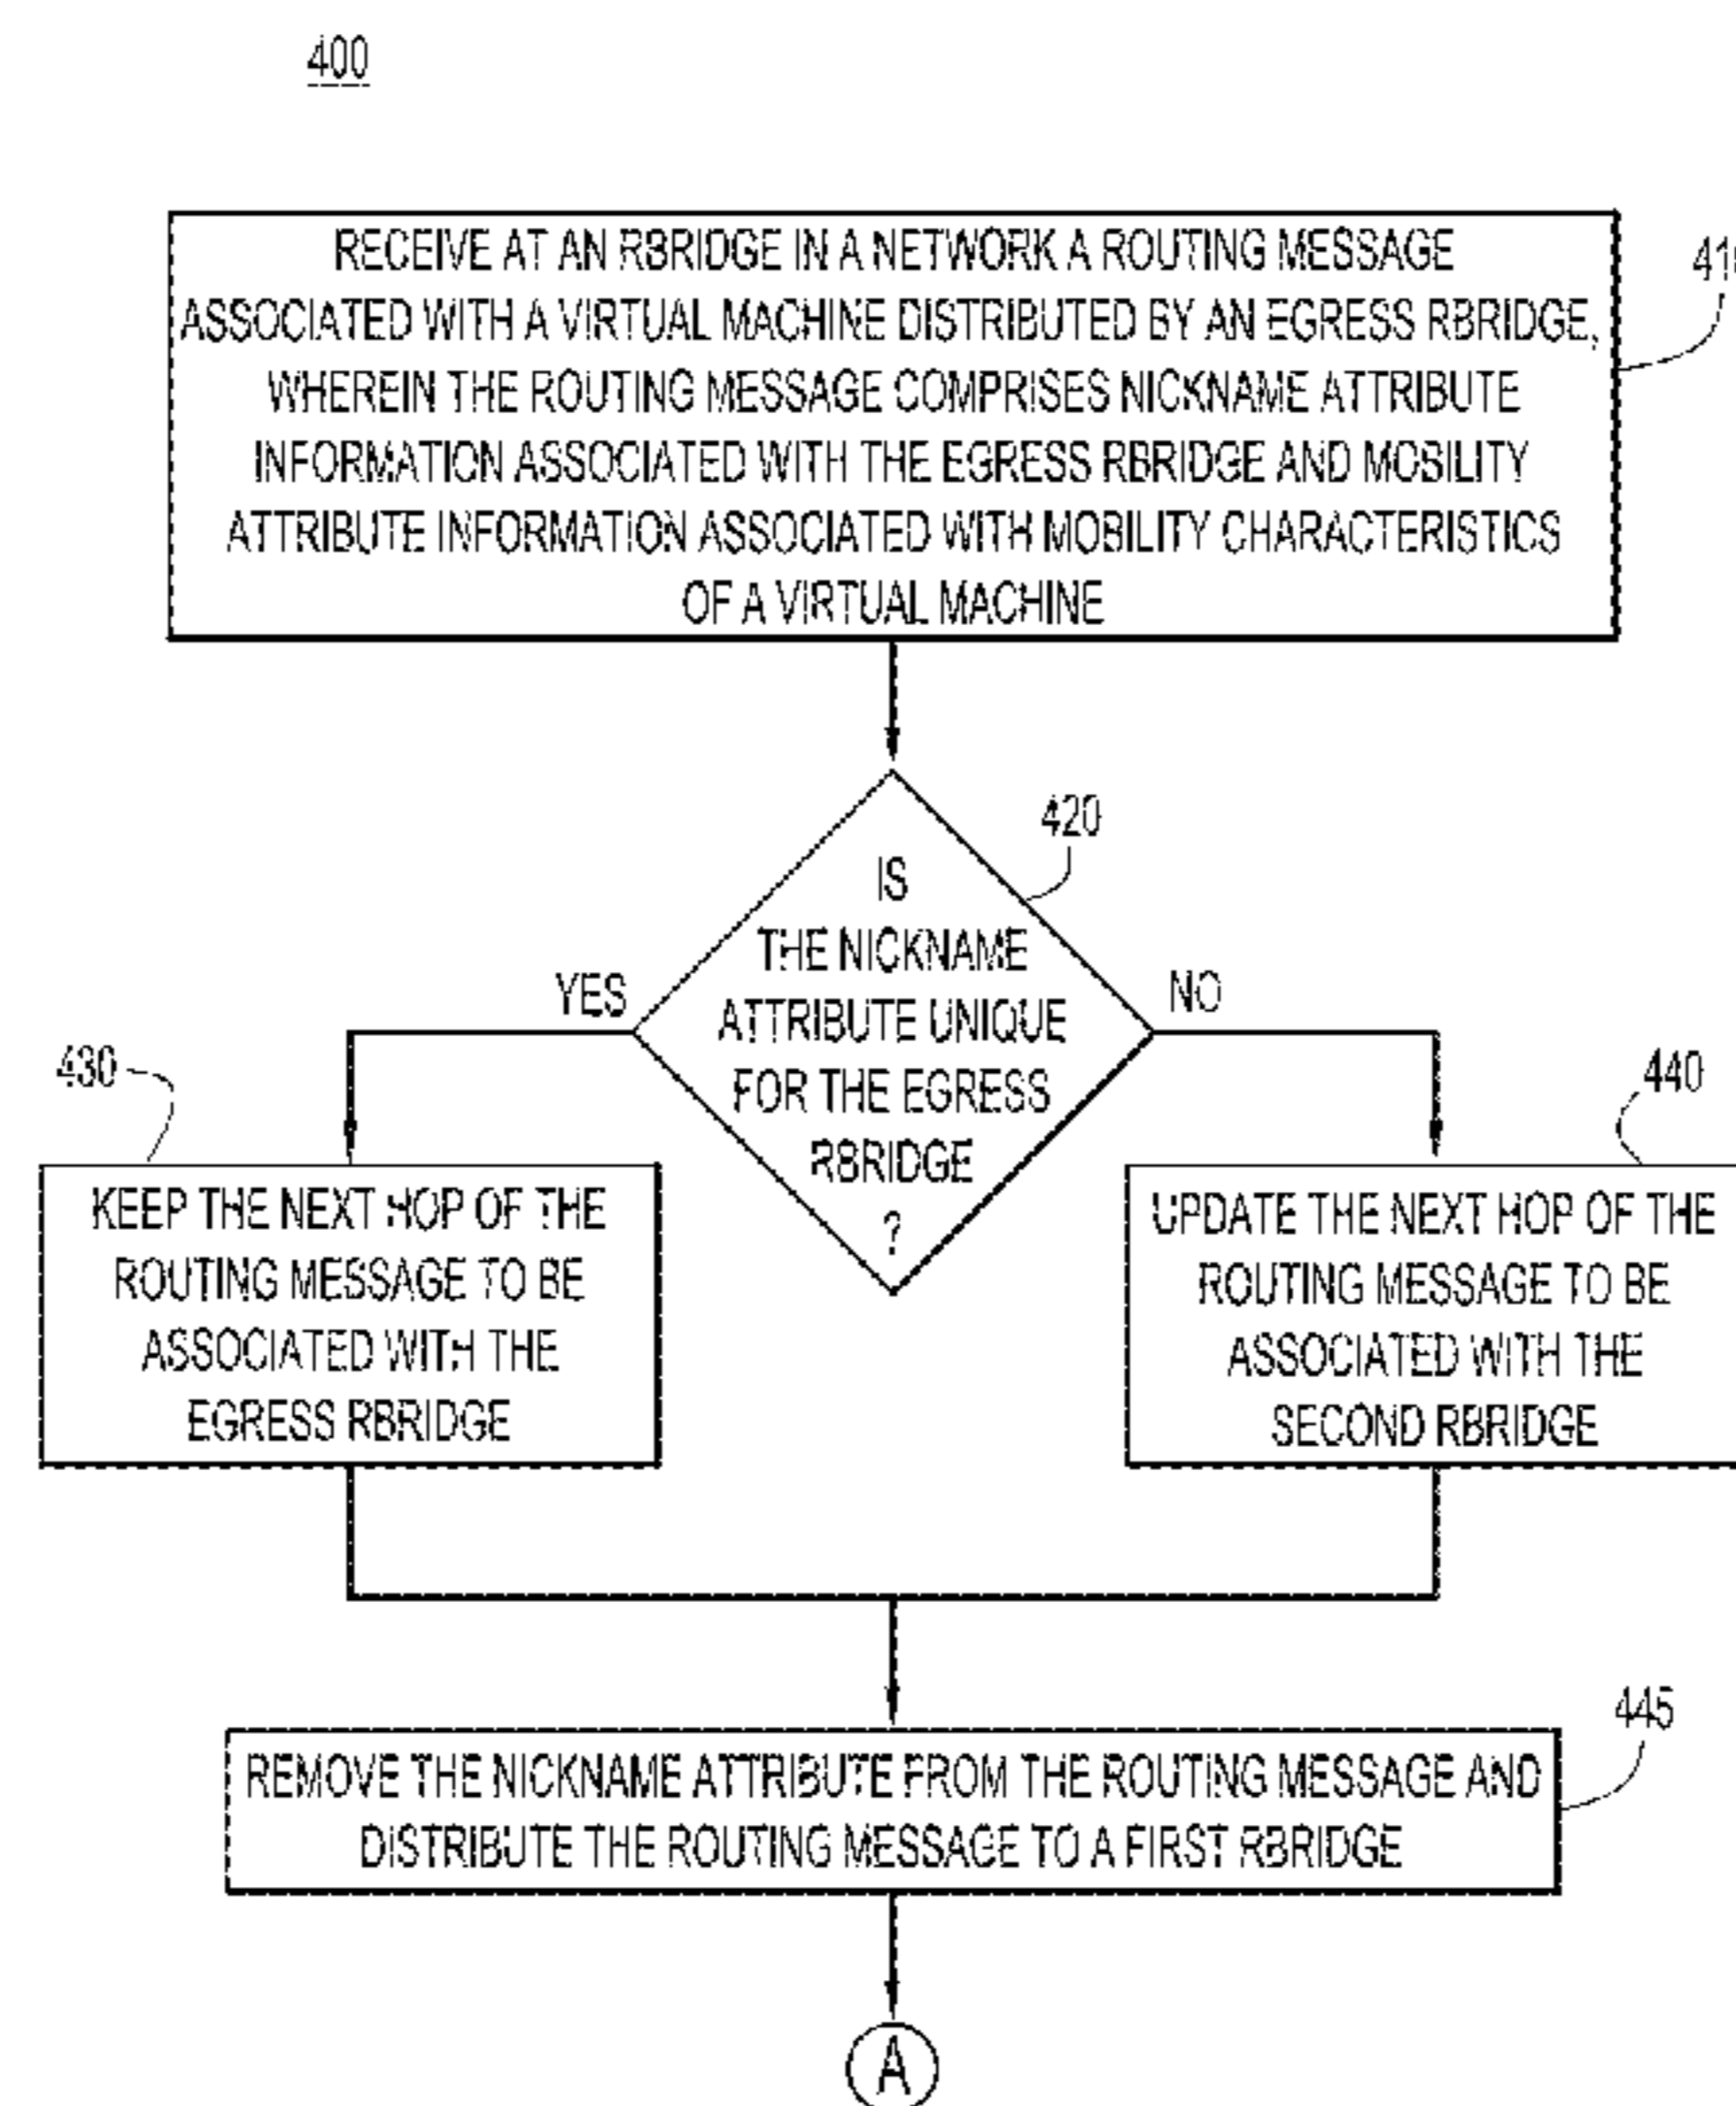 400
RECEIVE AT AN RBRIDGE IN A NETWORK A ROUTING MESSAGE
ASSOCIATED WITH A VIRTUAL MACHINE DISTRIBUTED BY AN EGRESS RBRIDGE,
WHEREIN THE ROUTING MESSAGE COMPRISES NICKNAME ATTRIBUTE
INFORMATION ASSOCIATED WITH THE EGRESS RBRIDGE AND MOBILITY
ATTRIBUTE INFORMATION ASSOCIATED WITH MOBILITY CHARACTERISTICS
OF A VIRTUAL MACHINE
420
IS
THE NICKNAME
ATTRIBUTE UNIQUE
FOR THE EGRESS
RBRIDGE
?
YES
NO
430
KEEP THE NEXT HOP OF THE
ROUTING MESSAGE TO BE
ASSOCIATED WITH THE
EGRESS RBRIDGE
440
UPDATE THE NEXT HOP OF THE
ROUTING MESSAGE TO BE
ASSOCIATED WITH THE
SECOND RBRIDGE
445
REMOVE THE NICKNAME ATTRIBUTE FROM THE ROUTING MESSAGE AND
DISTRIBUTE THE ROUTING MESSAGE TO A FIRST RBRIDGE
A